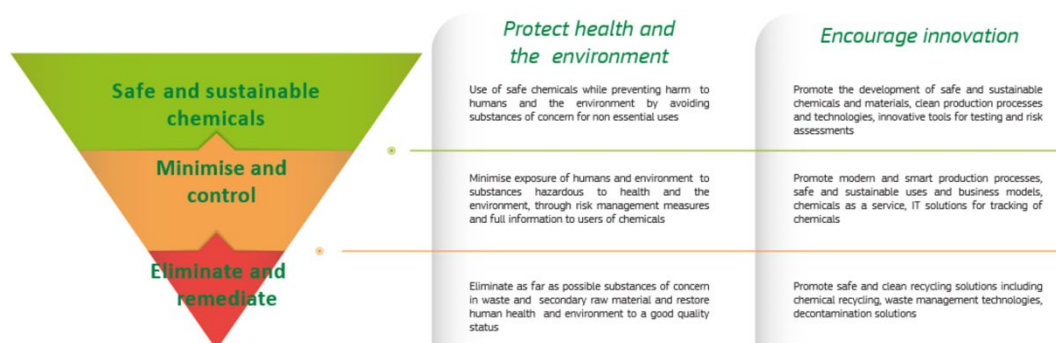 Safe and sustainable
chemicals
Minimise and
control
Eliminate and
remediate
Protect health and
the environment
Use of safe chemicals while preventing harm to
humans and the environment by avoiding
substances of concern for non essential uses
Minimise exposure of humans and environment to
substances hazardous to health and the
environment, through risk management measures
and full information to users of chemicals
Eliminate as far as possible substances of concern
in waste and secondary raw material and restore
human health and environment to a good quality
status
Encourage innovation
Promote the development of safe and sustainable
chemicals and materials, clean production processes
and technologies, innovative tools for testing and risk
assessments
Promote modern and smart production processes,
safe and sustainable uses and business models,
chemicals as a service, IT solutions for tracking of
chemicals
Promote safe and clean recycling solutions including
chemical recycling, waste management technologies,
decontamination solutions